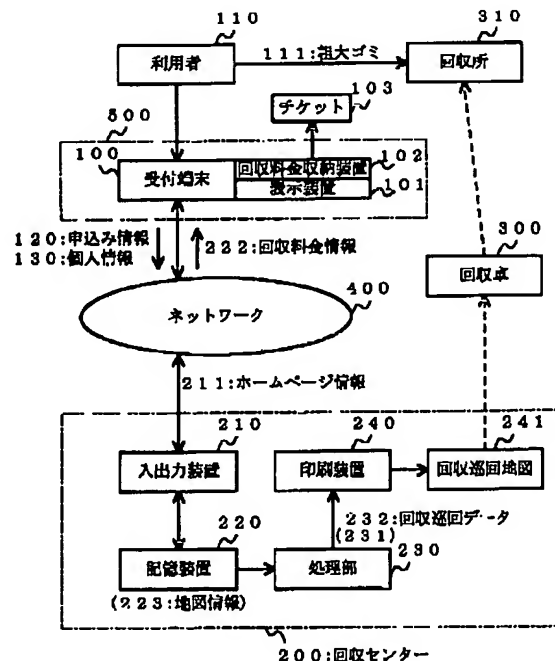 110
310
利用者
111:粗大ゴミ
回収所
103
チケット
500
100
受付端末
回収料金収納装置
102
表示装置
101
120:申込み情報
130:個人情報
222:回収料金情報
300
回収車
400
ネットワーク
211:ホームページ情報
210
240
241
入出力装置
印刷装置
回収巡回地図
220
232:回収巡回データ
(231)
230
記憶装置
処理部
(223:地図情報)
200:回収センター